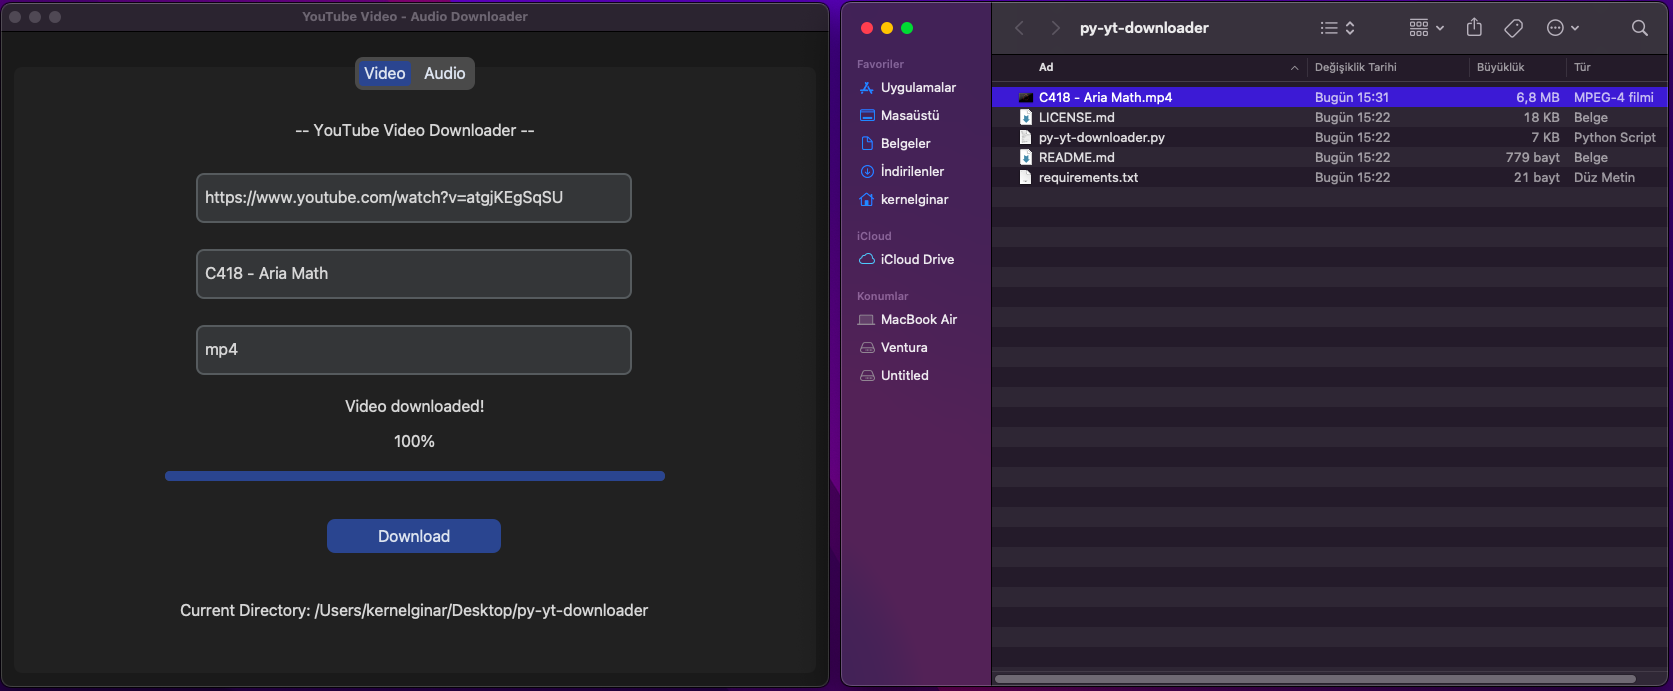 YouTube Video - Audio Downloader
Video Audio
-- YouTube Video Downloader --
https://www.youtube.com/watch?v=atgjKEgSqSU
C418 - Aria Math
mp4
Video downloaded!
100%
Download
Current Directory: /Users/kernelginar/Desktop/py-yt-downloader
Favoriler
Uygulamalar
Masaüstü
Belgeler
İndirilenler
kernelginar
iCloud
iCloud Drive
Konumlar
MacBook Air
Ventura
Untitled
py-yt-downloader
Ad Değişiklik Tarihi Büyüklük Tür
C418 - Aria Math.mp4 Bugün 15:31 6,8 MB MPEG-4 filmi
LICENSE.md Bugün 15:22 18 KB Belge
py-yt-downloader.py Bugün 15:22 7 KB Python Script
README.md Bugün 15:22 779 bayt Belge
requirements.txt Bugün 15:22 21 bayt Düz Metin